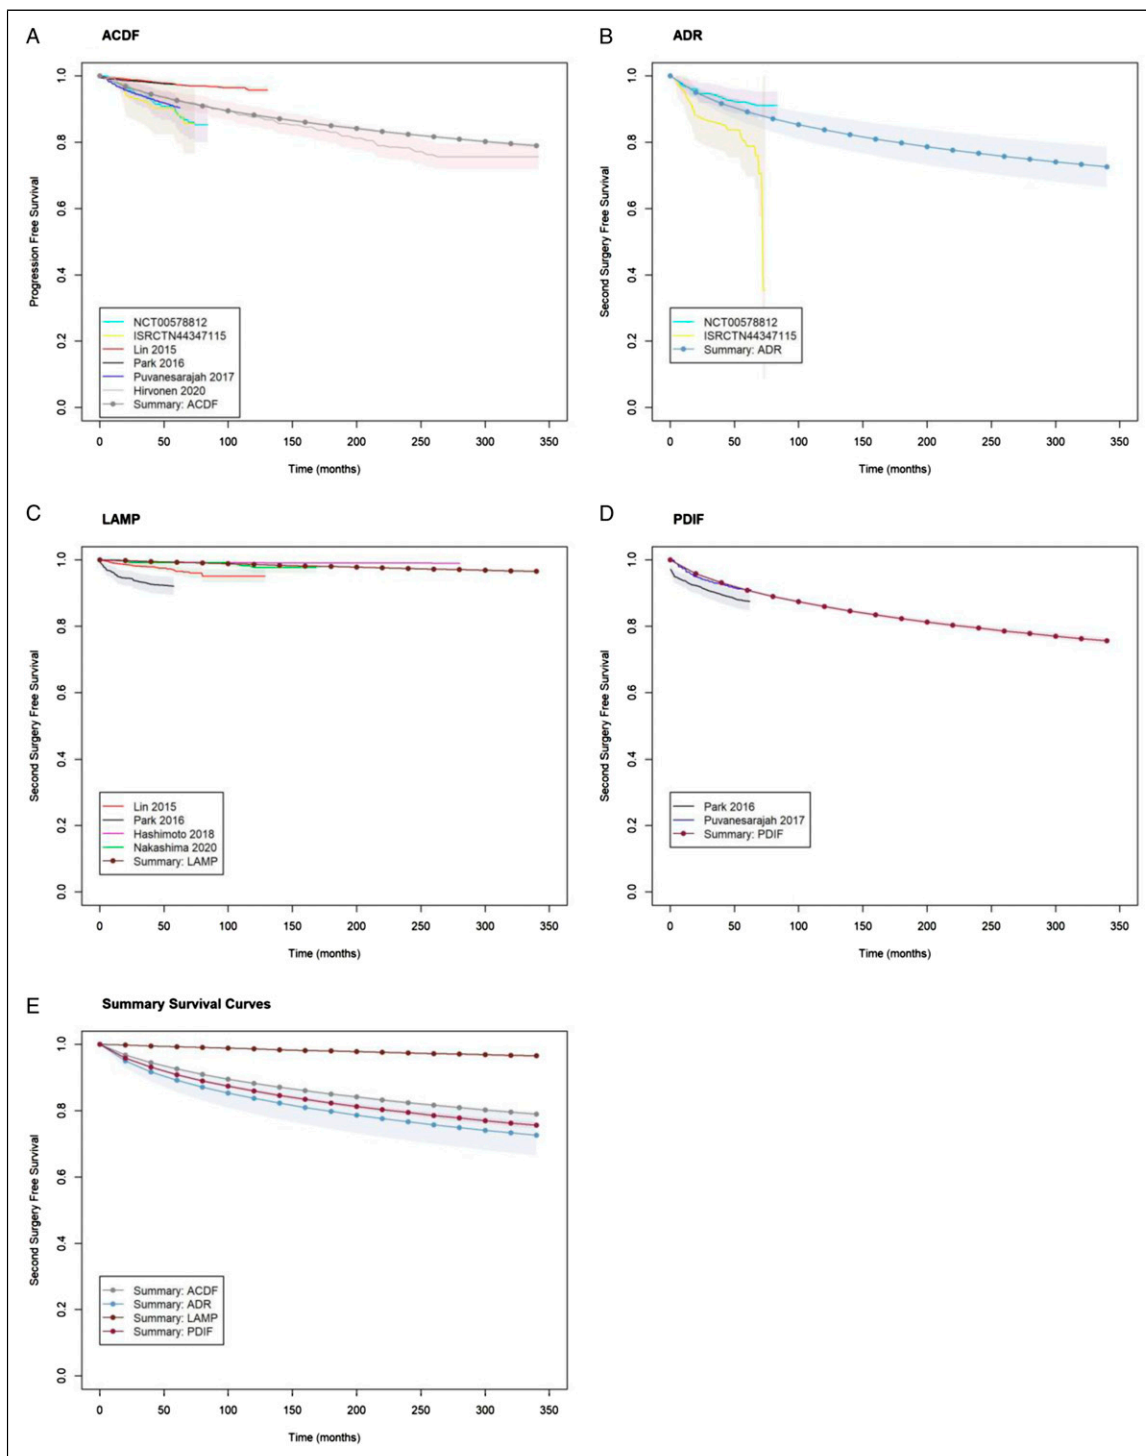 A
ACDF
Progression Free Survival
1.0
0.8
0.6
0.4
0.2
0.0
NCT00578812
ISRCTN44347115
Lin 2015
Park 2016
Puvanesarajah 2017
Hirvonen 2020
Summary: ACDF
0 50 100 150 200 250 300 350
Time (months)
B
ADR
Second Surgery Free Survival
1.0
0.8
0.6
0.4
0.2
0.0
NCT00578812
ISRCTN44347115
Summary: ADR
0 50 100 150 200 250 300 350
Time (months)
C
LAMP
Second Surgery Free Survival
1.0
0.8
0.6
0.4
0.2
0.0
Lin 2015
Park 2016
Hashimoto 2018
Nakashima 2020
Summary: LAMP
0 50 100 150 200 250 300 350
Time (months)
D
PDIF
Second Surgery Free Survival
1.0
0.8
0.6
0.4
0.2
0.0
Park 2016
Puvanesarajah 2017
Summary: PDIF
0 50 100 150 200 250 300 350
Time (months)
E
Summary Survival Curves
Second Surgery Free Survival
1.0
0.8
0.6
0.4
0.2
0.0
Summary: ACDF
Summary: ADR
Summary: LAMP
Summary: PDIF
0 50 100 150 200 250 300 350
Time (months)